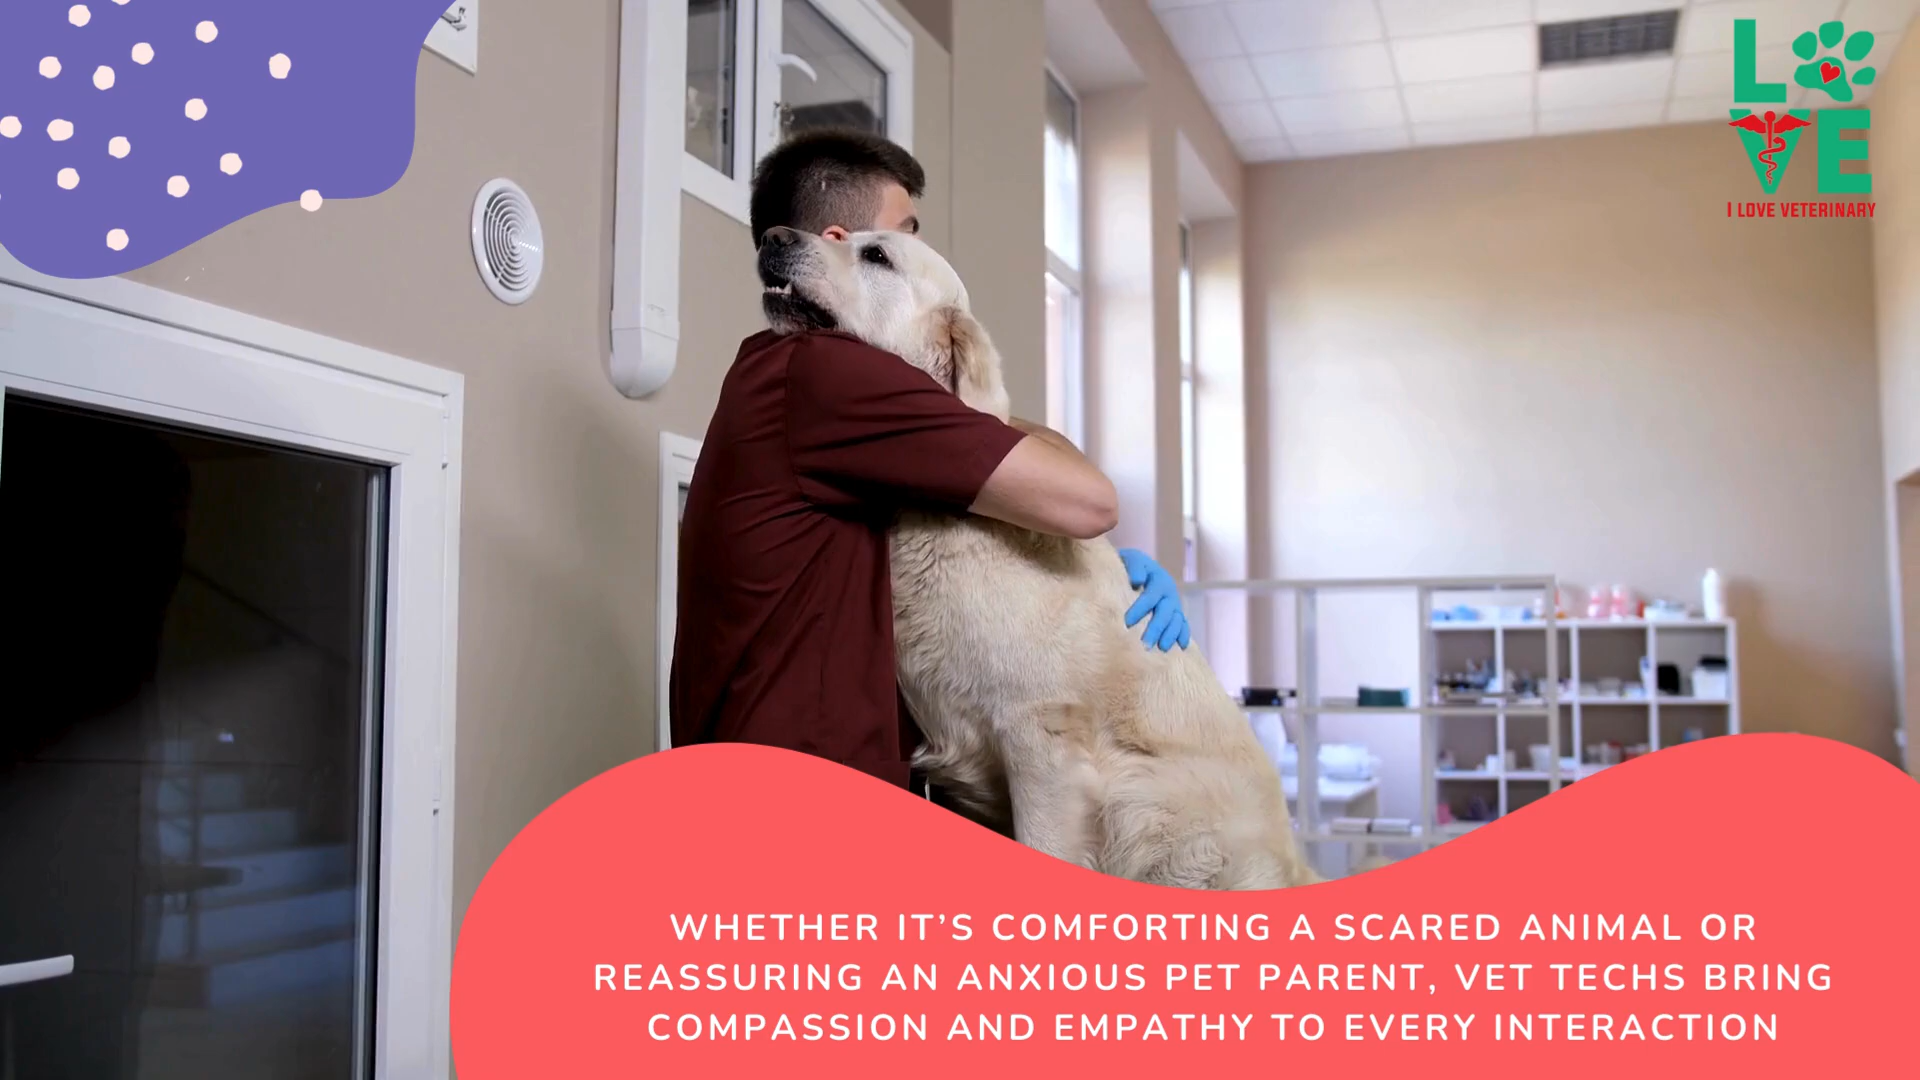 LOVE
I LOVE VETERINARY
WHETHER IT’S COMFORTING A SCARED ANIMAL OR
REASSURING AN ANXIOUS PET PARENT, VET TECHS BRING
COMPASSION AND EMPATHY TO EVERY INTERACTION